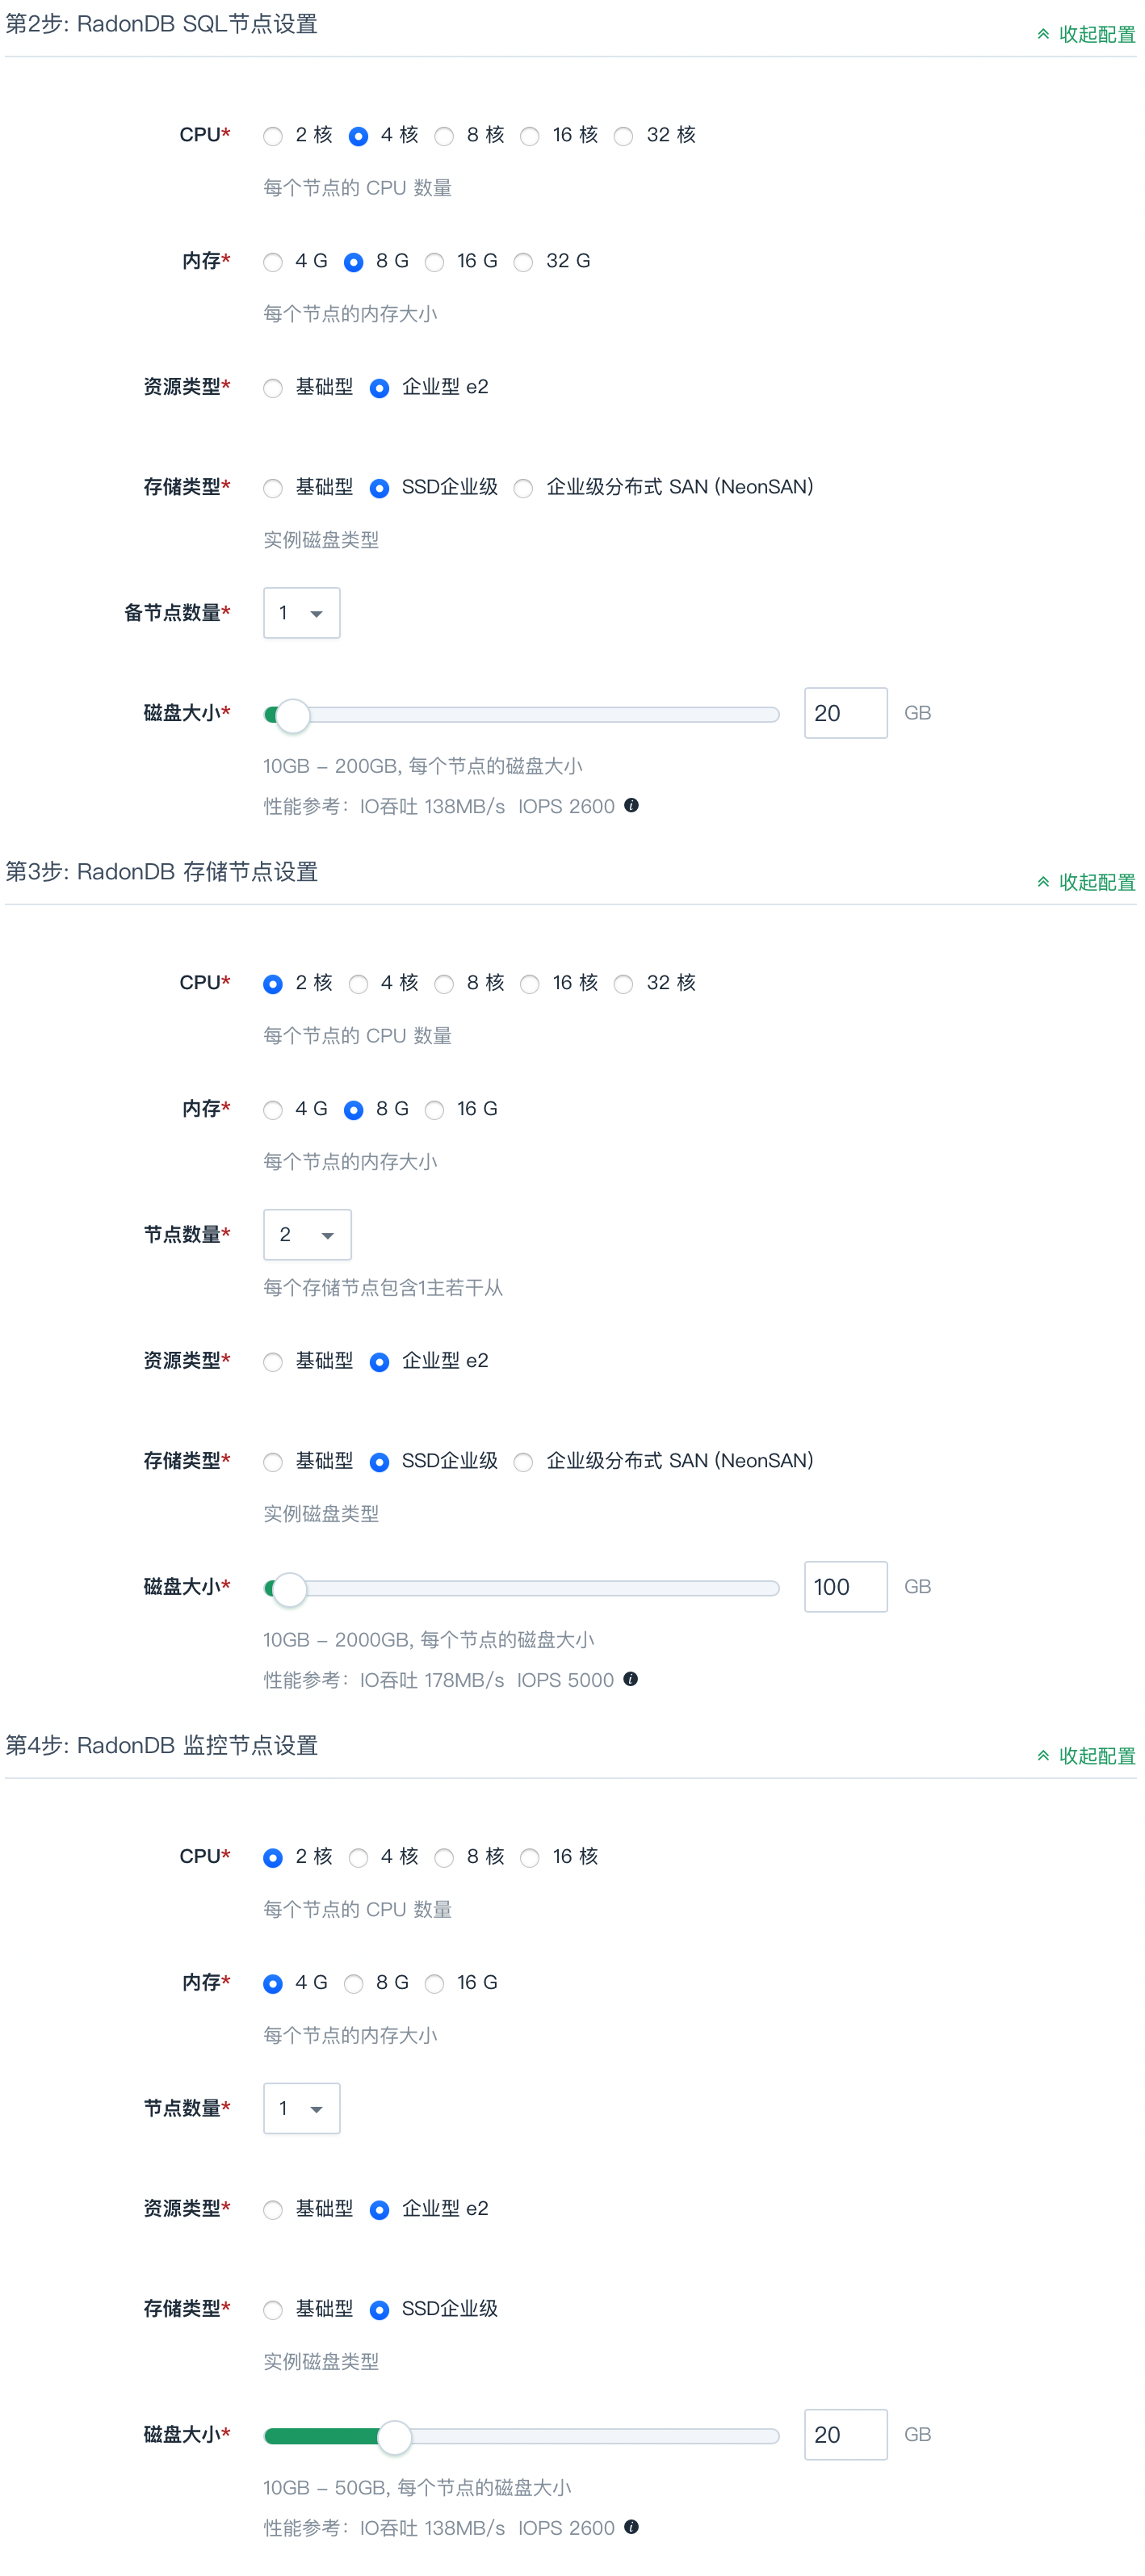 第2步: RadonDB SQL节点设置
收起配置
CPU* 2 核 4 核 8 核 16 核 32 核
每个节点的 CPU 数量
内存* 4 G 8 G 16 G 32 G
每个节点的内存大小
资源类型* 基础型 企业型 e2
存储类型* 基础型 SSD企业级 企业级分布式 SAN (NeonSAN)
实例磁盘类型
备节点数量* 1
磁盘大小* 20 GB
10GB – 200GB, 每个节点的磁盘大小
性能参考：IO吞吐 138MB/s IOPS 2600
第3步: RadonDB 存储节点设置
收起配置
CPU* 2 核 4 核 8 核 16 核 32 核
每个节点的 CPU 数量
内存* 4 G 8 G 16 G
每个节点的内存大小
节点数量* 2
每个存储节点包含1主若干从
资源类型* 基础型 企业型 e2
存储类型* 基础型 SSD企业级 企业级分布式 SAN (NeonSAN)
实例磁盘类型
磁盘大小* 100 GB
10GB – 2000GB, 每个节点的磁盘大小
性能参考：IO吞吐 178MB/s IOPS 5000
第4步: RadonDB 监控节点设置
收起配置
CPU* 2 核 4 核 8 核 16 核
每个节点的 CPU 数量
内存* 4 G 8 G 16 G
每个节点的内存大小
节点数量* 1
资源类型* 基础型 企业型 e2
存储类型* 基础型 SSD企业级
实例磁盘类型
磁盘大小* 20 GB
10GB – 50GB, 每个节点的磁盘大小
性能参考：IO吞吐 138MB/s IOPS 2600